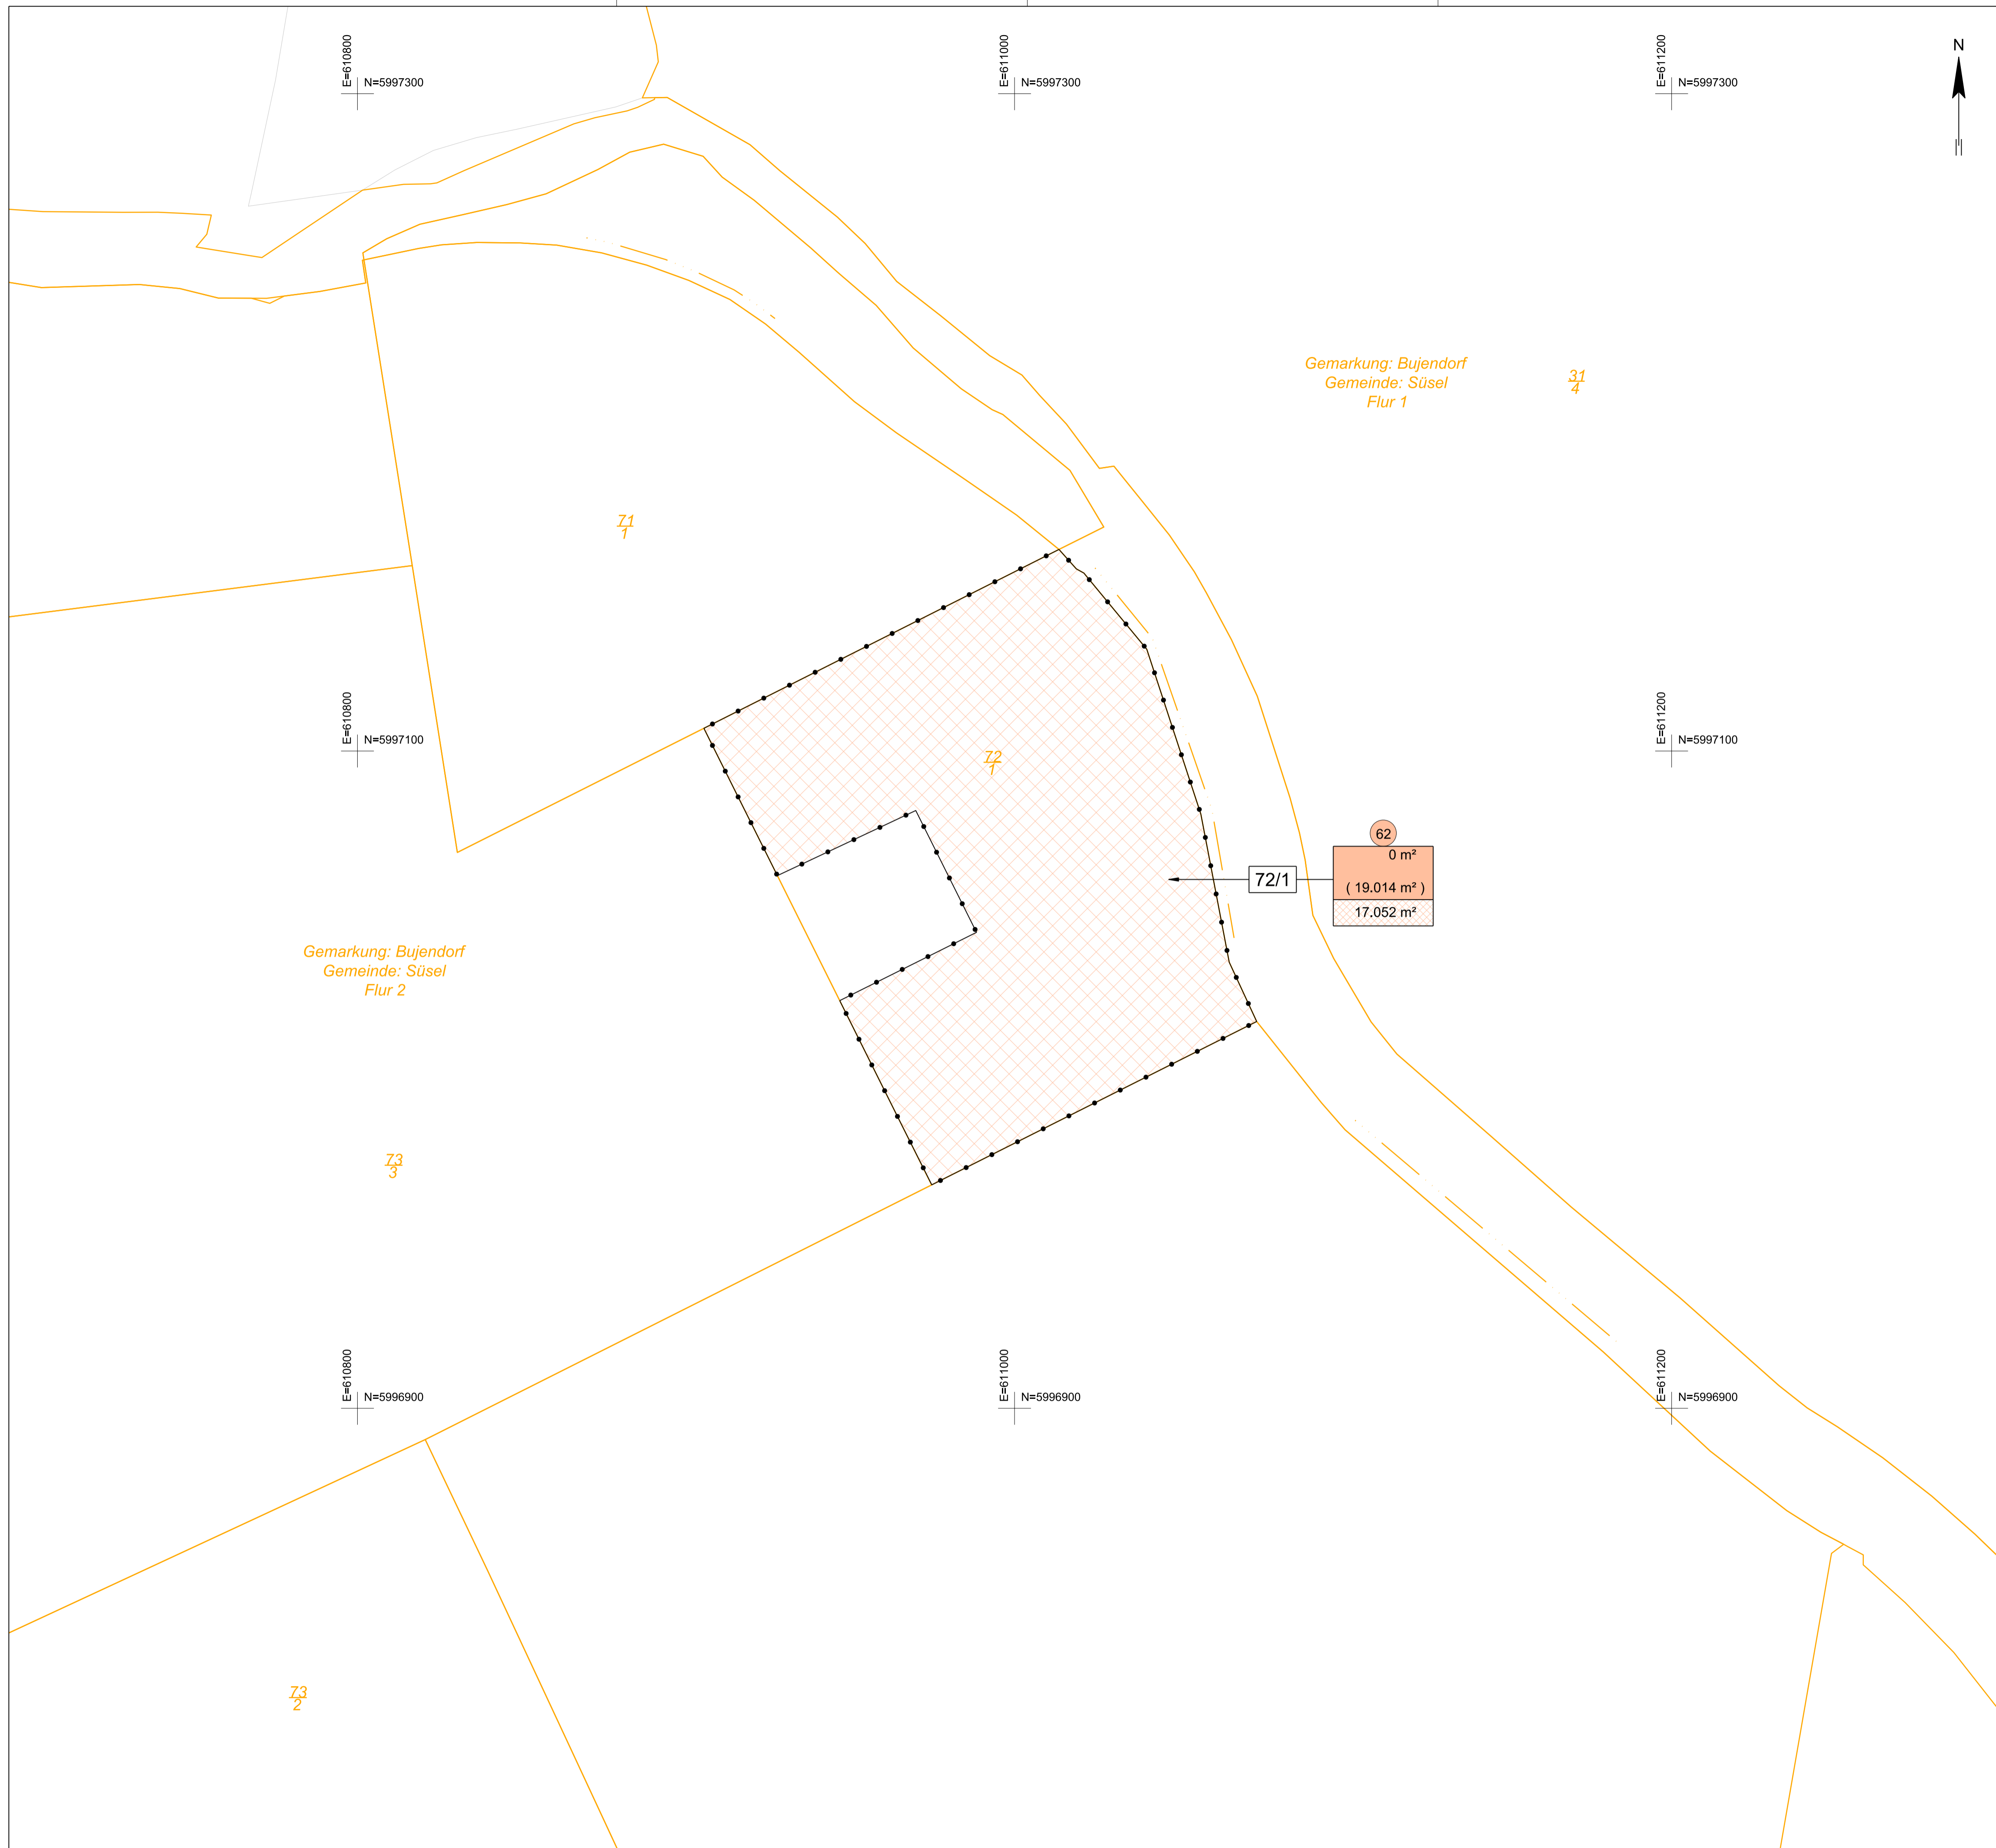 E=610800
N=5997300
E=611000
N=5997300
E=611200
N=5997300
N
Gemarkung: Bujendorf
Gemeinde: Süsel
Flur 1
31
4
71
1
E=610800
N=5997100
72
1
E=611200
N=5997100
62
0 m²
72/1
( 19.014 m² )
17.052 m²
Gemarkung: Bujendorf
Gemeinde: Süsel
Flur 2
73
3
E=610800
N=5996900
E=611000
N=5996900
E=611200
N=5996900
73
2